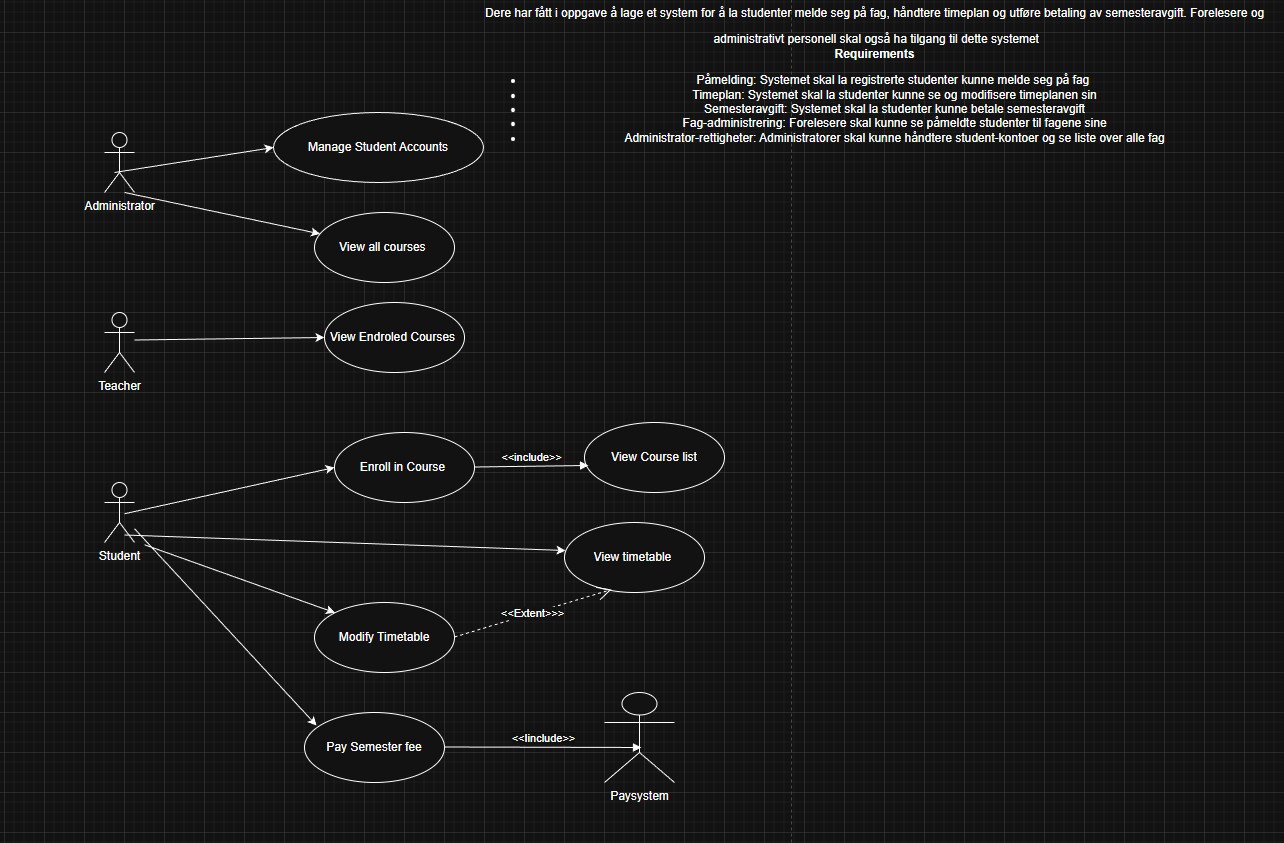 Dere har fått i oppgave å lage et system for å la studenter melde seg på fag, håndtere timeplan og utføre betaling av semesteravgift. Forelesere og
administrativt personell skal også ha tilgang til dette systemet
Requirements
Påmelding: Systemet skal la registrerte studenter kunne melde seg på fag
Timeplan: Systemet skal la studenter kunne se og modifisere timeplanen sin
Semesteravgift: Systemet skal la studenter kunne betale semesteravgift
Fag-administrering: Forelesere skal kunne se påmeldte studenter til fagene sine
Administrator-rettigheter: Administratorer skal kunne håndtere student-kontoer og se liste over alle fag
Manage Student Accounts
Administrator
View all courses
View Endroled Courses
Teacher
Enroll in Course
<<include>>
View Course list
Student
View timetable
<<Extent>>>
Modify Timetable
Pay Semester fee
<<Iinclude>>
Paysystem